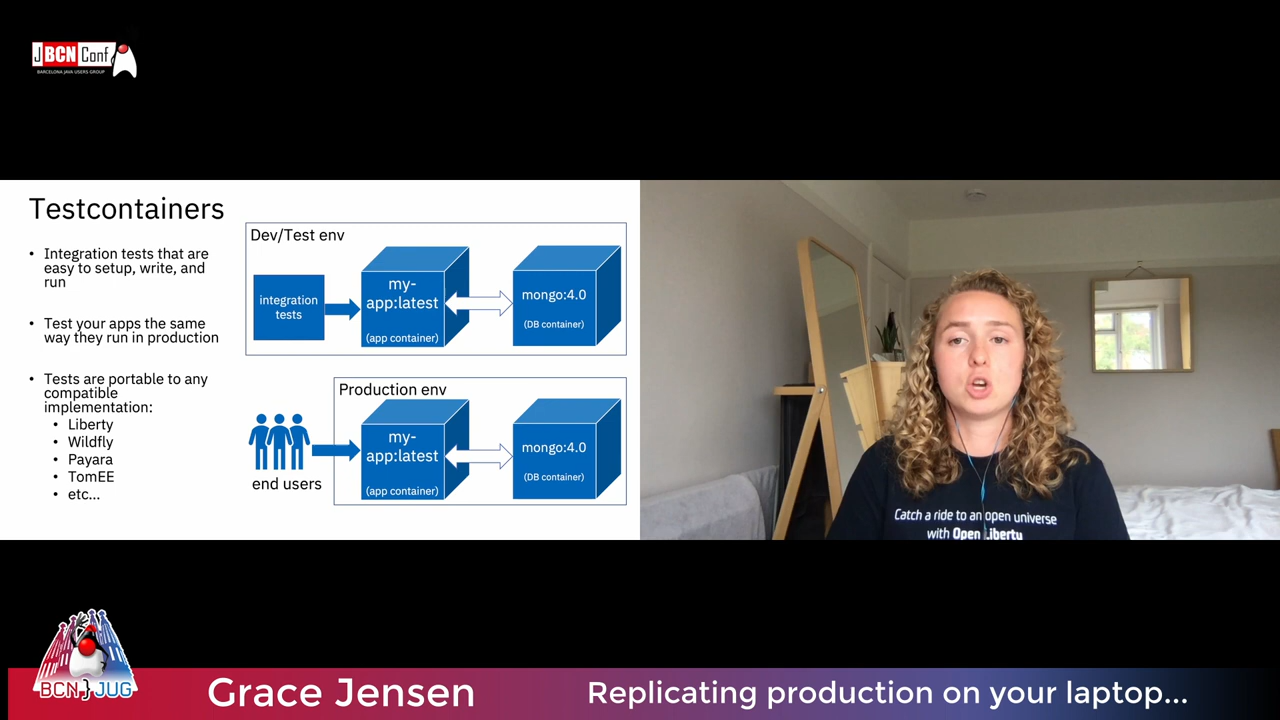 JBCNConf
BARCELONA JAVA USERS GROUP
Testcontainers
• Integration tests that are
easy to setup, write, and
run
• Test your apps the same
way they run in production
• Tests are portable to any
compatible
implementation:
• Liberty
• Wildfly
• Payara
• TomEE
• etc...
Dev/Test env
integration
tests
my-
app:latest
(app container)
mongo:4.0
(DB container)
Production env
end users
my-
app:latest
(app container)
mongo:4.0
(DB container)
Catch a ride to an open universe
with Open Liberty
BCN}JUG
Grace Jensen
Replicating production on your laptop...